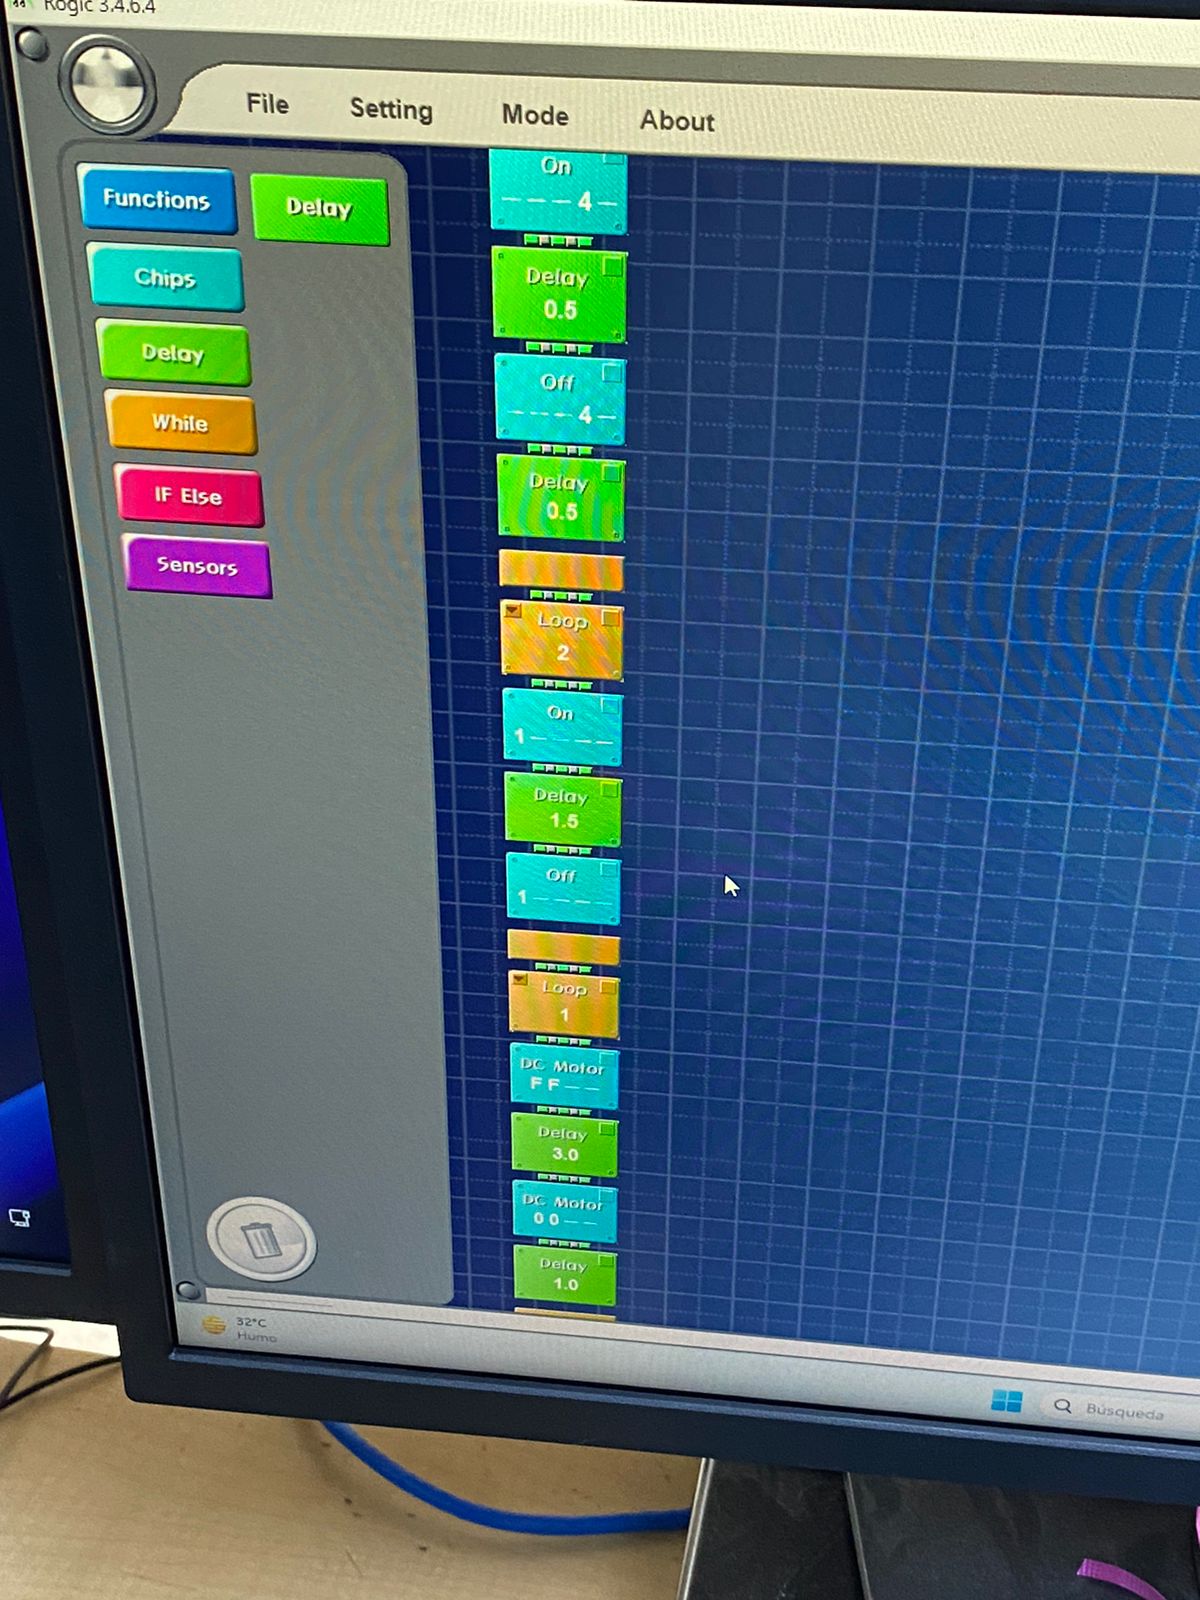 Rogic 3.4.6.4
File Setting Mode About
Functions
Delay
Chips
Delay
While
IF Else
Sensors
On
- - - - 4 -
Delay
0.5
Off
- - - - 4 -
Delay
0.5
Loop
2
On
1 - - - - -
Delay
1.5
Off
1 - - - - -
Loop
1
DC Motor
F F - -
Delay
3.0
DC Motor
0 0 - -
Delay
1.0
32°C
Humo
Búsqueda